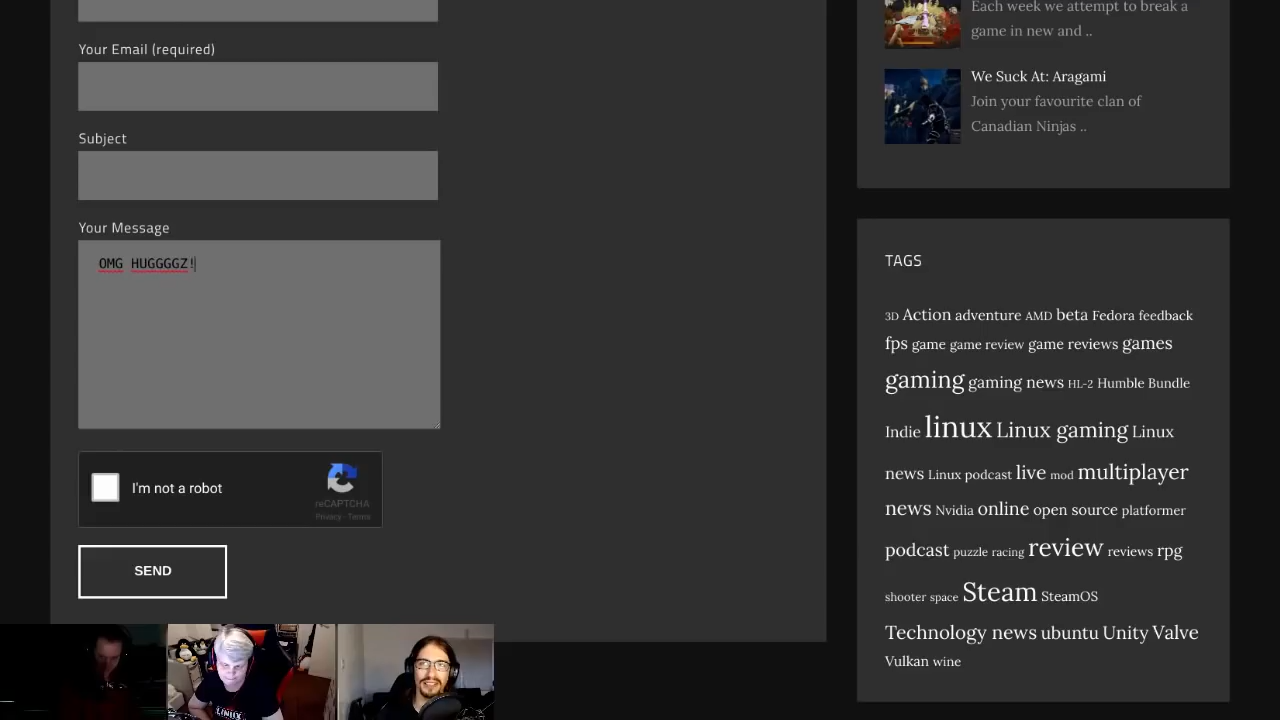 Your Email (required)
Subject
Your Message
OMG HUGGGGZ!
I'm not a robot
reCAPTCHA
Privacy - Terms
SEND
Each week we attempt to break a
game in new and ..
We Suck At: Aragami
Join your favourite clan of
Canadian Ninjas ..
TAGS
3D Action adventure AMD beta Fedora feedback
fps game game review game reviews games
gaming gaming news HL-2 Humble Bundle
Indie linux Linux gaming Linux
news Linux podcast live mod multiplayer
news Nvidia online open source platformer
podcast puzzle racing review reviews rpg
shooter space Steam SteamOS
Technology news ubuntu Unity Valve
Vulkan wine
LINUX